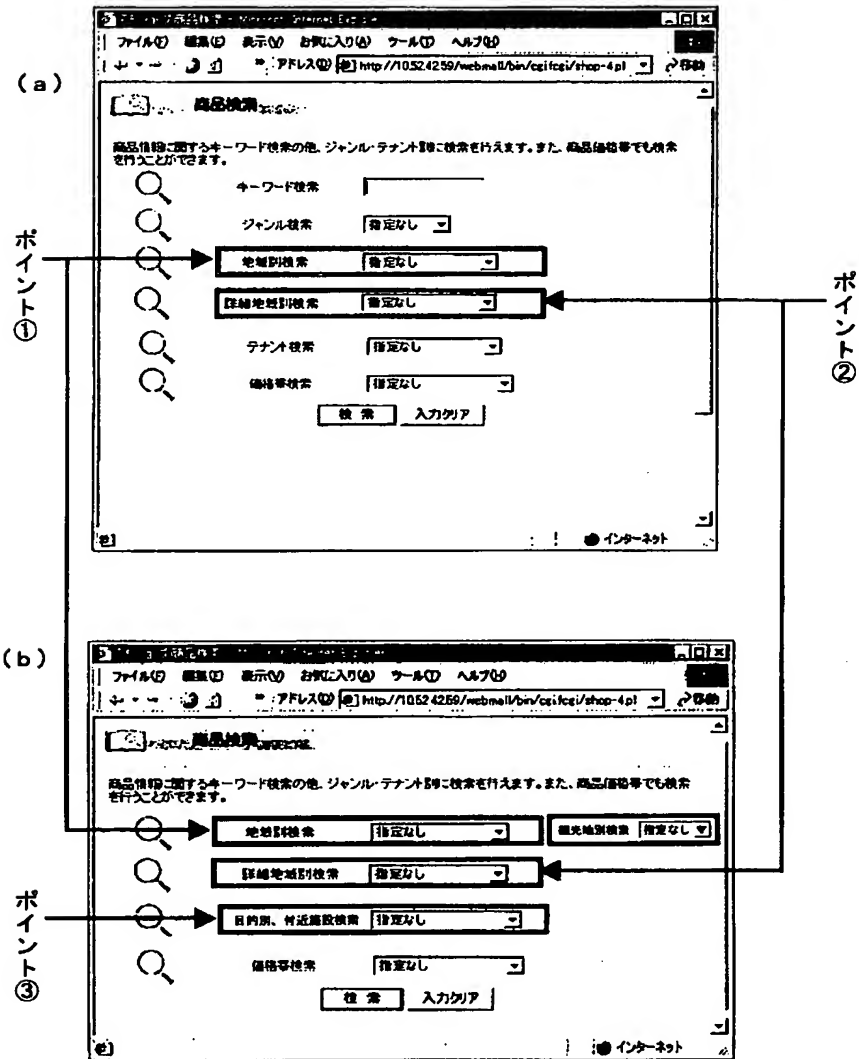 (a)
商品検索 - Microsoft Internet Explorer
ファイル(F) 編集(E) 表示(V) お気に入り(A) ツール(T) ヘルプ(H)
アドレス(D) http://10.52.42.59/webmall/bin/cgi/fcgi/shop-4.pl 移動
商品検索
商品情報に関するキーワード検索の他、ジャンル・テナント別に検索を行えます。また、商品価格帯でも検索
を行うことができます。
キーワード検索
ジャンル検索 指定なし
地域別検索 指定なし
詳細地域別検索 指定なし
テナント検索 指定なし
価格帯検索 指定なし
検 索 入力クリア
インターネット
ポイント①
ポイント②
(b)
ファイル(F) 編集(E) 表示(V) お気に入り(A) ツール(T) ヘルプ(H)
アドレス(D) http://10.52.42.59/webmall/bin/cgi/fcgi/shop-4.pl 移動
商品検索
商品情報に関するキーワード検索の他、ジャンル・テナント別に検索を行えます。また、商品価格帯でも検索
を行うことができます。
地域別検索 指定なし 観光地別検索 指定なし
詳細地域別検索 指定なし
目的別、付近施設検索 指定なし
価格帯検索 指定なし
検 索 入力クリア
インターネット
ポイント③